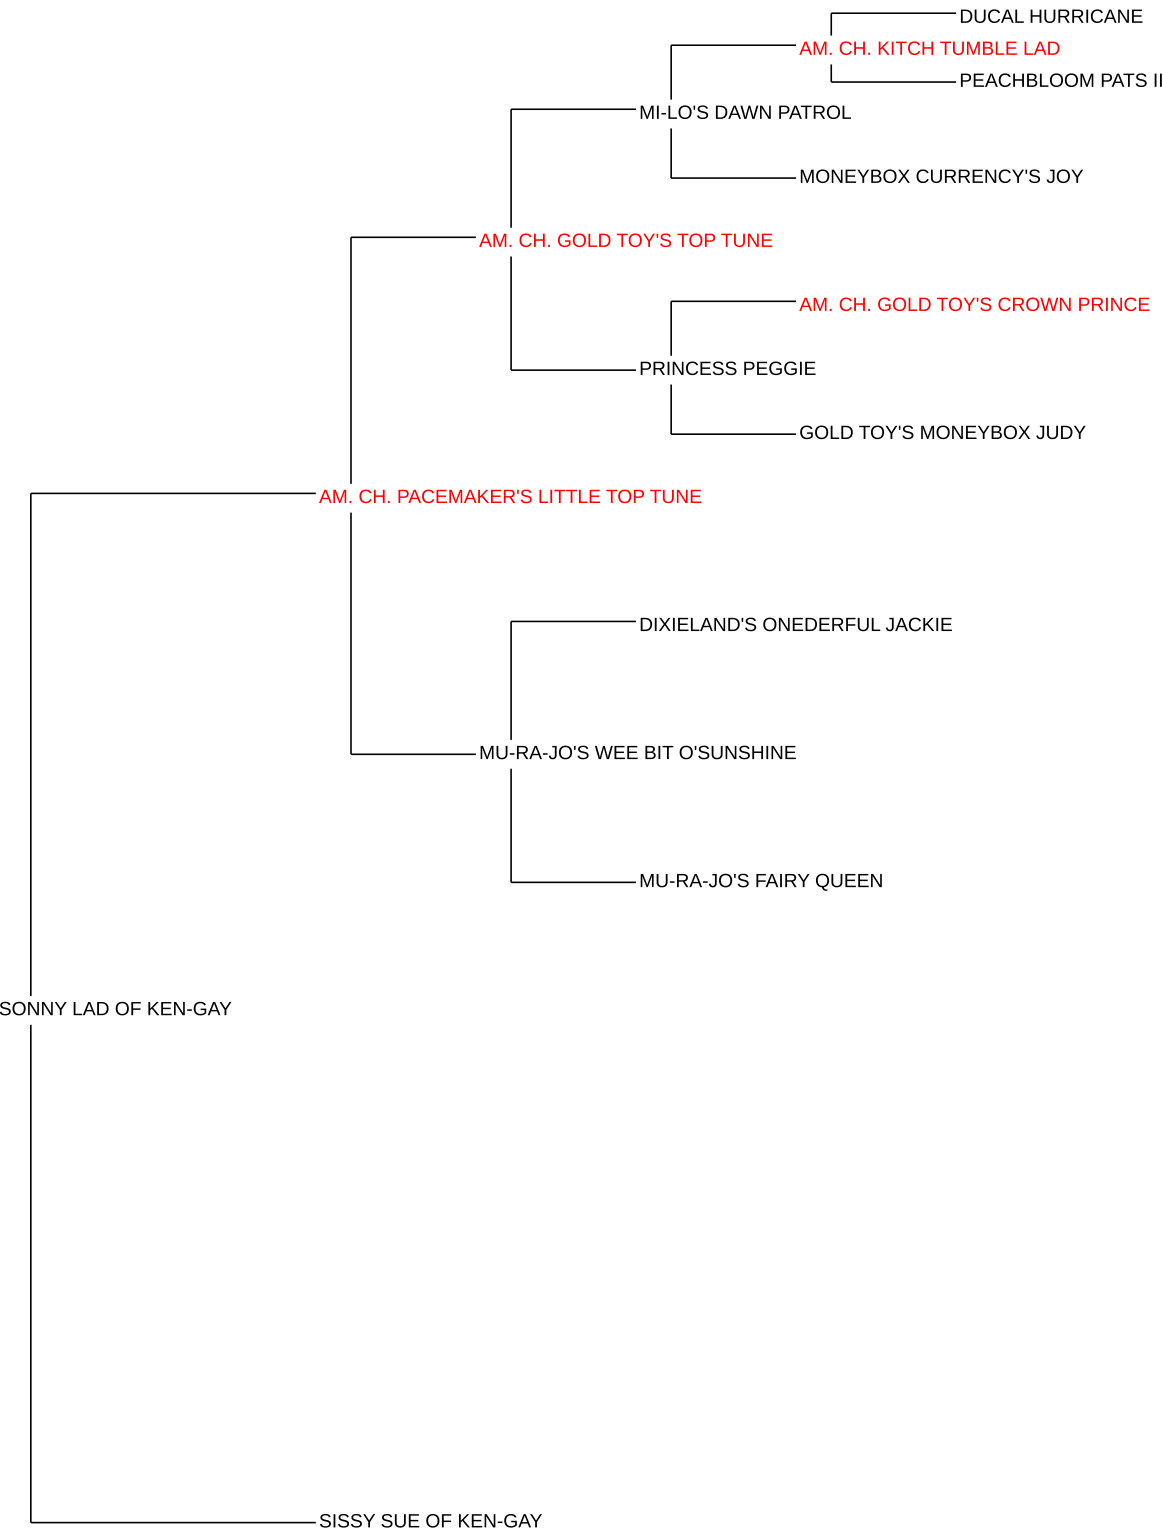 DUCAL HURRICANE
AM. CH. KITCH TUMBLE LAD
PEACHBLOOM PATS II
MI-LO'S DAWN PATROL
MONEYBOX CURRENCY'S JOY
AM. CH. GOLD TOY'S TOP TUNE
AM. CH. GOLD TOY'S CROWN PRINCE
PRINCESS PEGGIE
GOLD TOY'S MONEYBOX JUDY
AM. CH. PACEMAKER'S LITTLE TOP TUNE
DIXIELAND'S ONEDERFUL JACKIE
MU-RA-JO'S WEE BIT O'SUNSHINE
MU-RA-JO'S FAIRY QUEEN
SONNY LAD OF KEN-GAY
SISSY SUE OF KEN-GAY